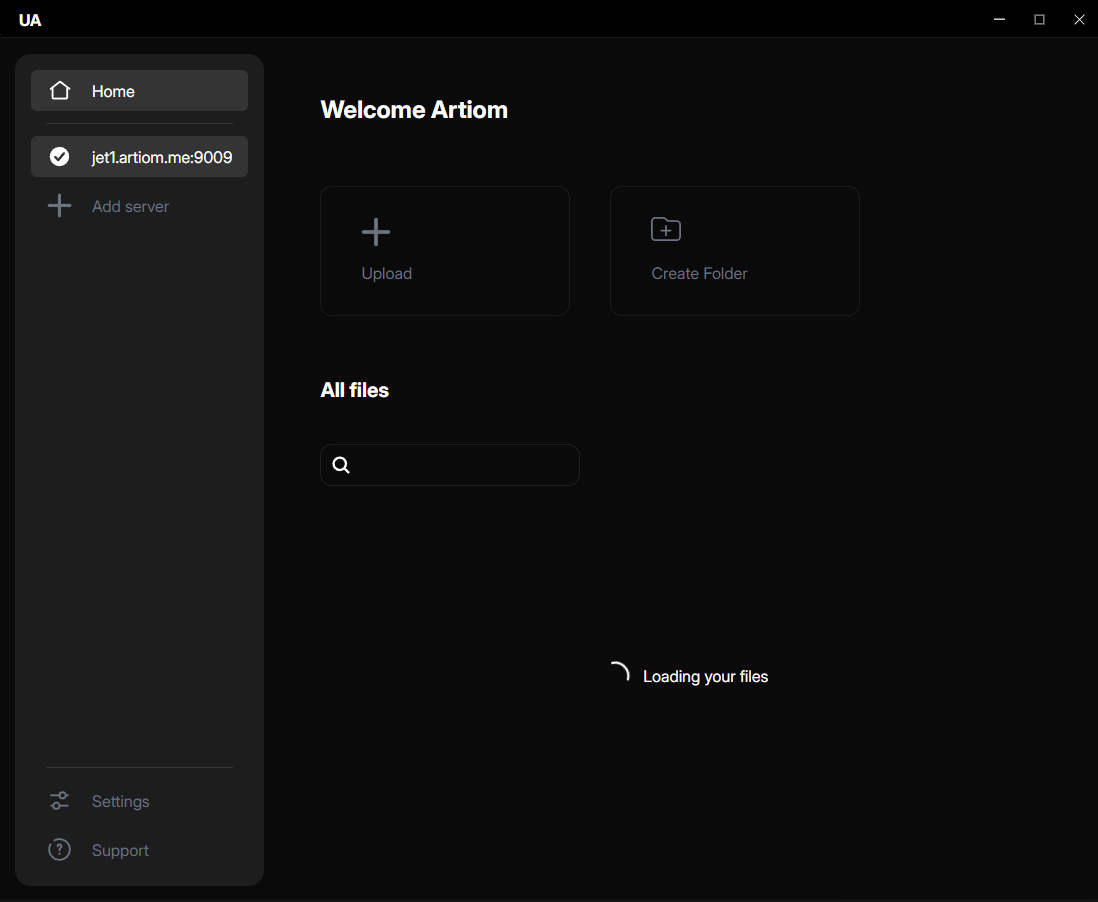 UA
Home
jet1.artiom.me:9009
Add server
Settings
Support
Welcome Artiom
Upload
Create Folder
All files
Loading your files